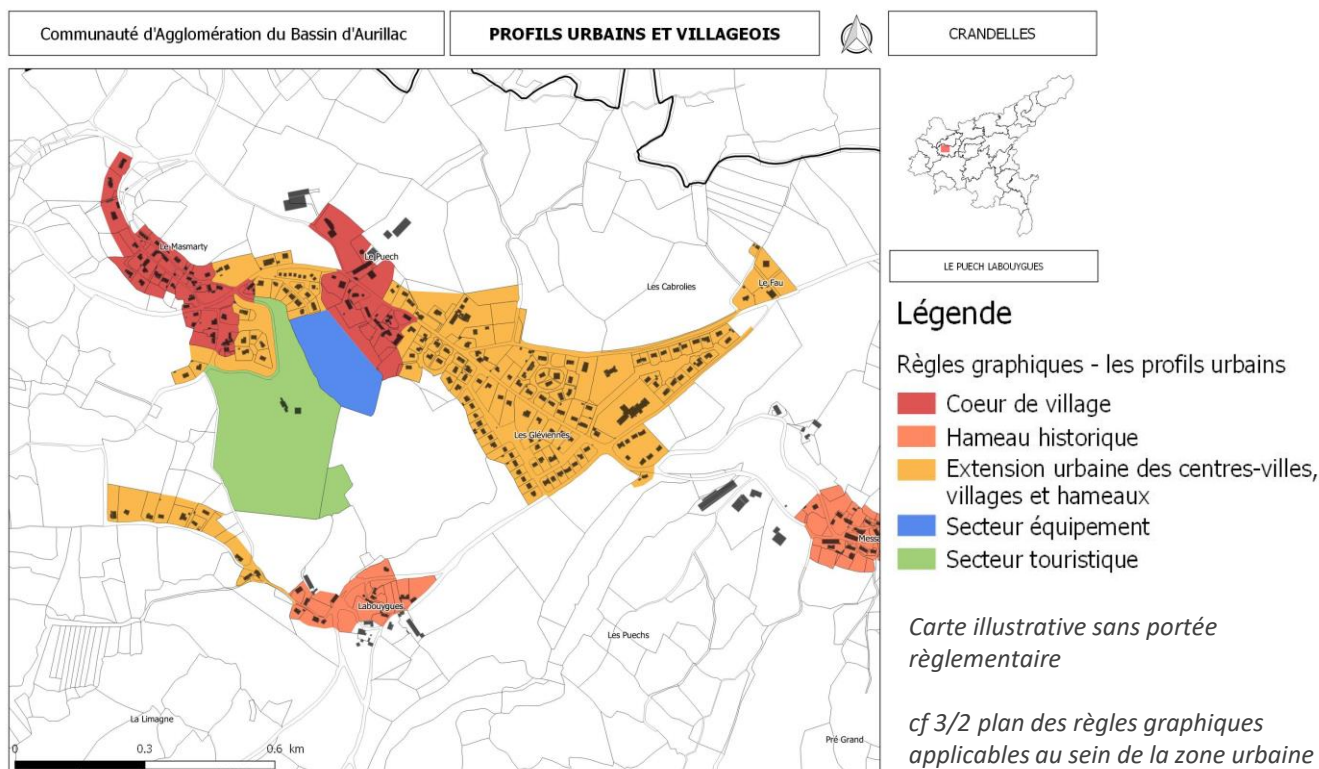 Communauté d'Agglomération du Bassin d'Aurillac
PROFILS URBAINS ET VILLAGEOIS
CRANDELLES
LE PUECH LABOUYGUES
Le Masmarty
Le Puech
Les Cabrolies
Le Fau
Les Gléviennes
Messa
Labouygues
Les Puechs
La Limagne
Pré Grand
0 0.3 0.6 km
Légende
Règles graphiques - les profils urbains
Coeur de village
Hameau historique
Extension urbaine des centres-villes,
villages et hameaux
Secteur équipement
Secteur touristique
Carte illustrative sans portée
règlementaire
cf 3/2 plan des règles graphiques
applicables au sein de la zone urbaine